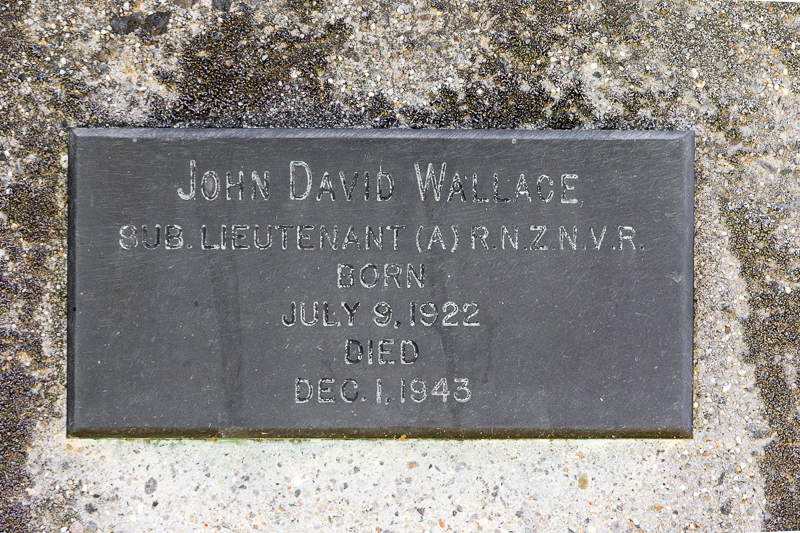 JOHN DAVID WALLACE
SUB. LIEUTENANT (A) R.N.Z.N.V.R.
BORN
JULY 9, 1922
DIED
DEC. 1, 1943